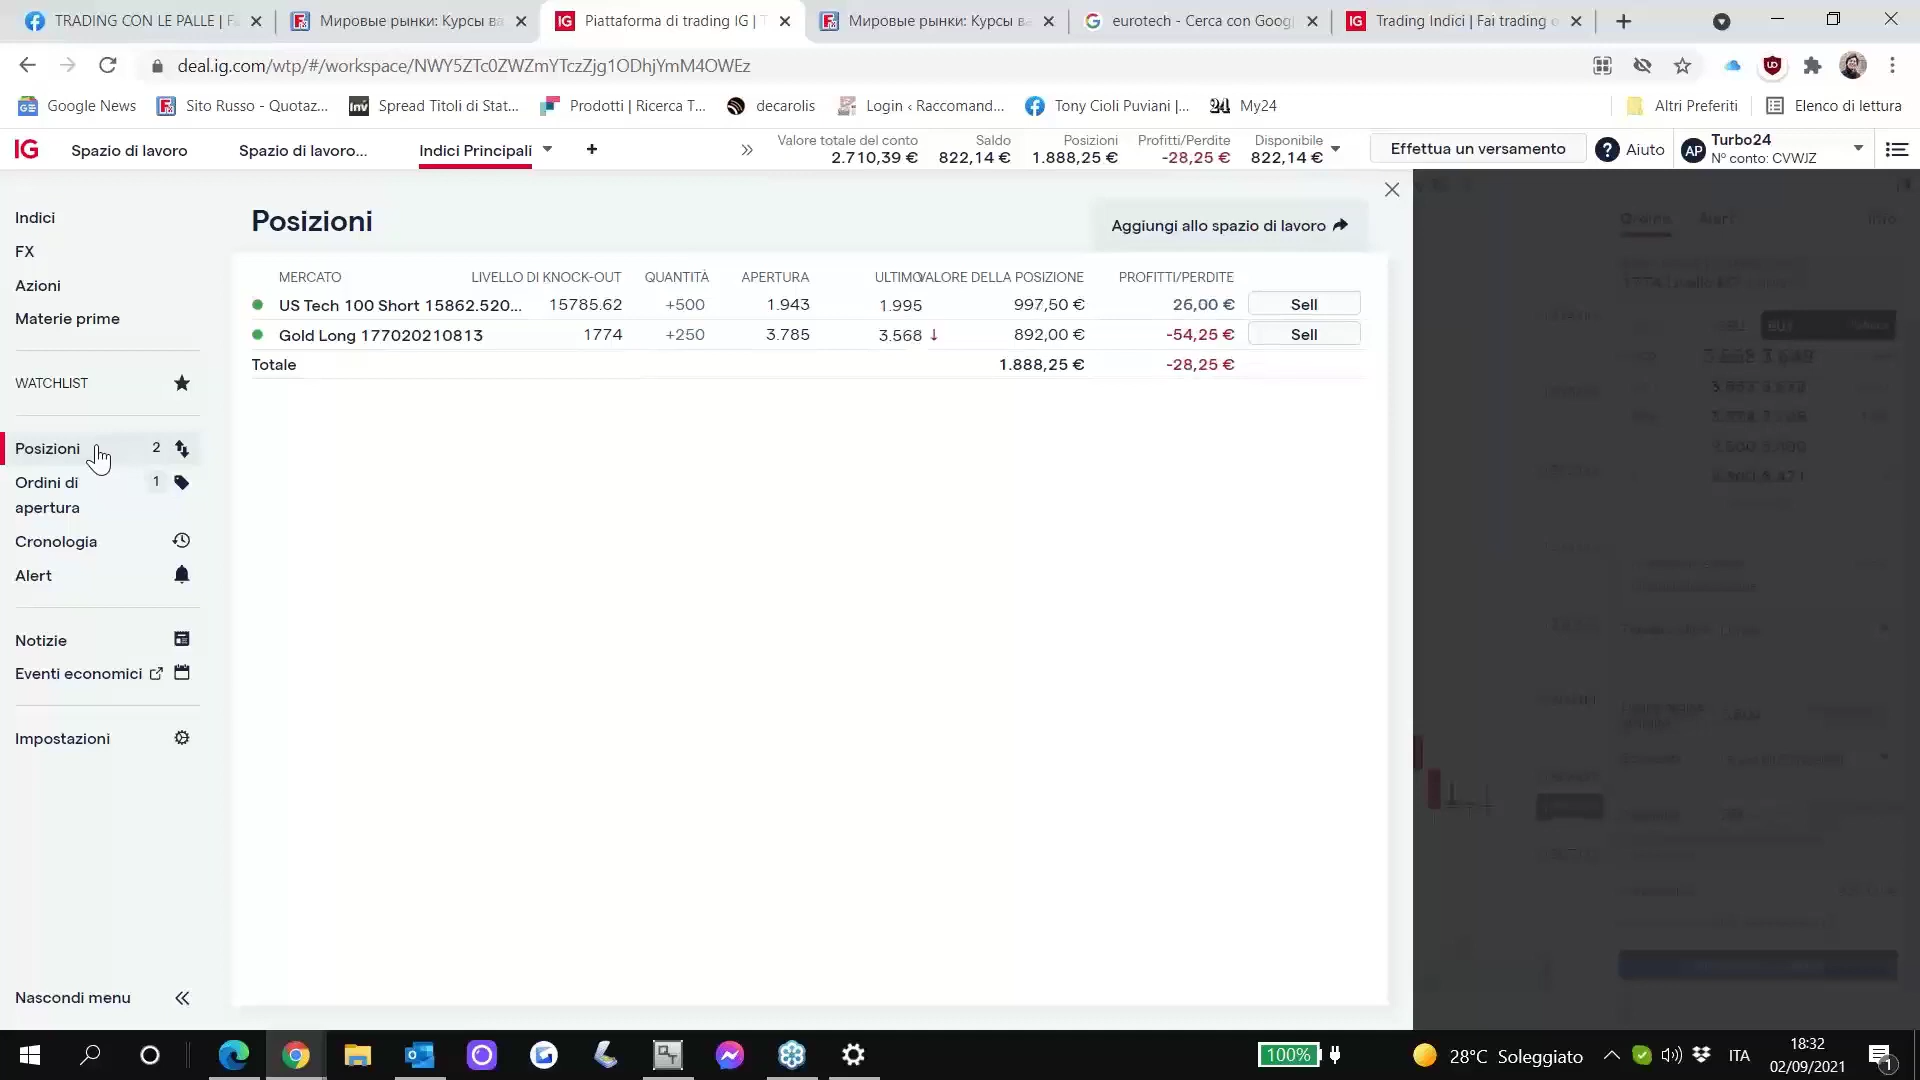 TRADING CON LE PALLE | Fa
Мировые рынки: Курсы ва
Piattaforma di trading IG | T
Мировые рынки: Курсы ва
eurotech - Cerca con Goog
Trading Indici | Fai trading o
deal.ig.com/wtp/#/workspace/NWY5ZTc0ZWZmYTczZjg1ODhjYmM4OWEz
Google News
Sito Russo - Quotaz...
Spread Titoli di Stat...
Prodotti | Ricerca T...
decarolis
Login ‹ Raccomand...
Tony Cioli Puviani |...
My24
Altri Preferiti
Elenco di lettura
IG
Spazio di lavoro
Spazio di lavoro...
Indici Principali
Valore totale del conto
2.710,39 €
Saldo
822,14 €
Posizioni
1.888,25 €
Profitti/Perdite
-28,25 €
Disponibile
822,14 €
Effettua un versamento
Aiuto
AP
Turbo24
N° conto: CVWJZ
Indici
FX
Azioni
Materie prime
WATCHLIST
Posizioni 2
Ordini di 1
apertura
Cronologia
Alert
Notizie
Eventi economici
Impostazioni
Nascondi menu
Posizioni
Aggiungi allo spazio di lavoro
MERCATO LIVELLO DI KNOCK-OUT QUANTITÀ APERTURA ULTIMO VALORE DELLA POSIZIONE PROFITTI/PERDITE
US Tech 100 Short 15862.520... 15785.62 +500 1.943 1.995 997,50 € 26,00 € Sell
Gold Long 177020210813 1774 +250 3.785 3.568 ↓ 892,00 € -54,25 € Sell
Totale 1.888,25 € -28,25 €
100%
28°C Soleggiato
ITA
18:32
02/09/2021
1